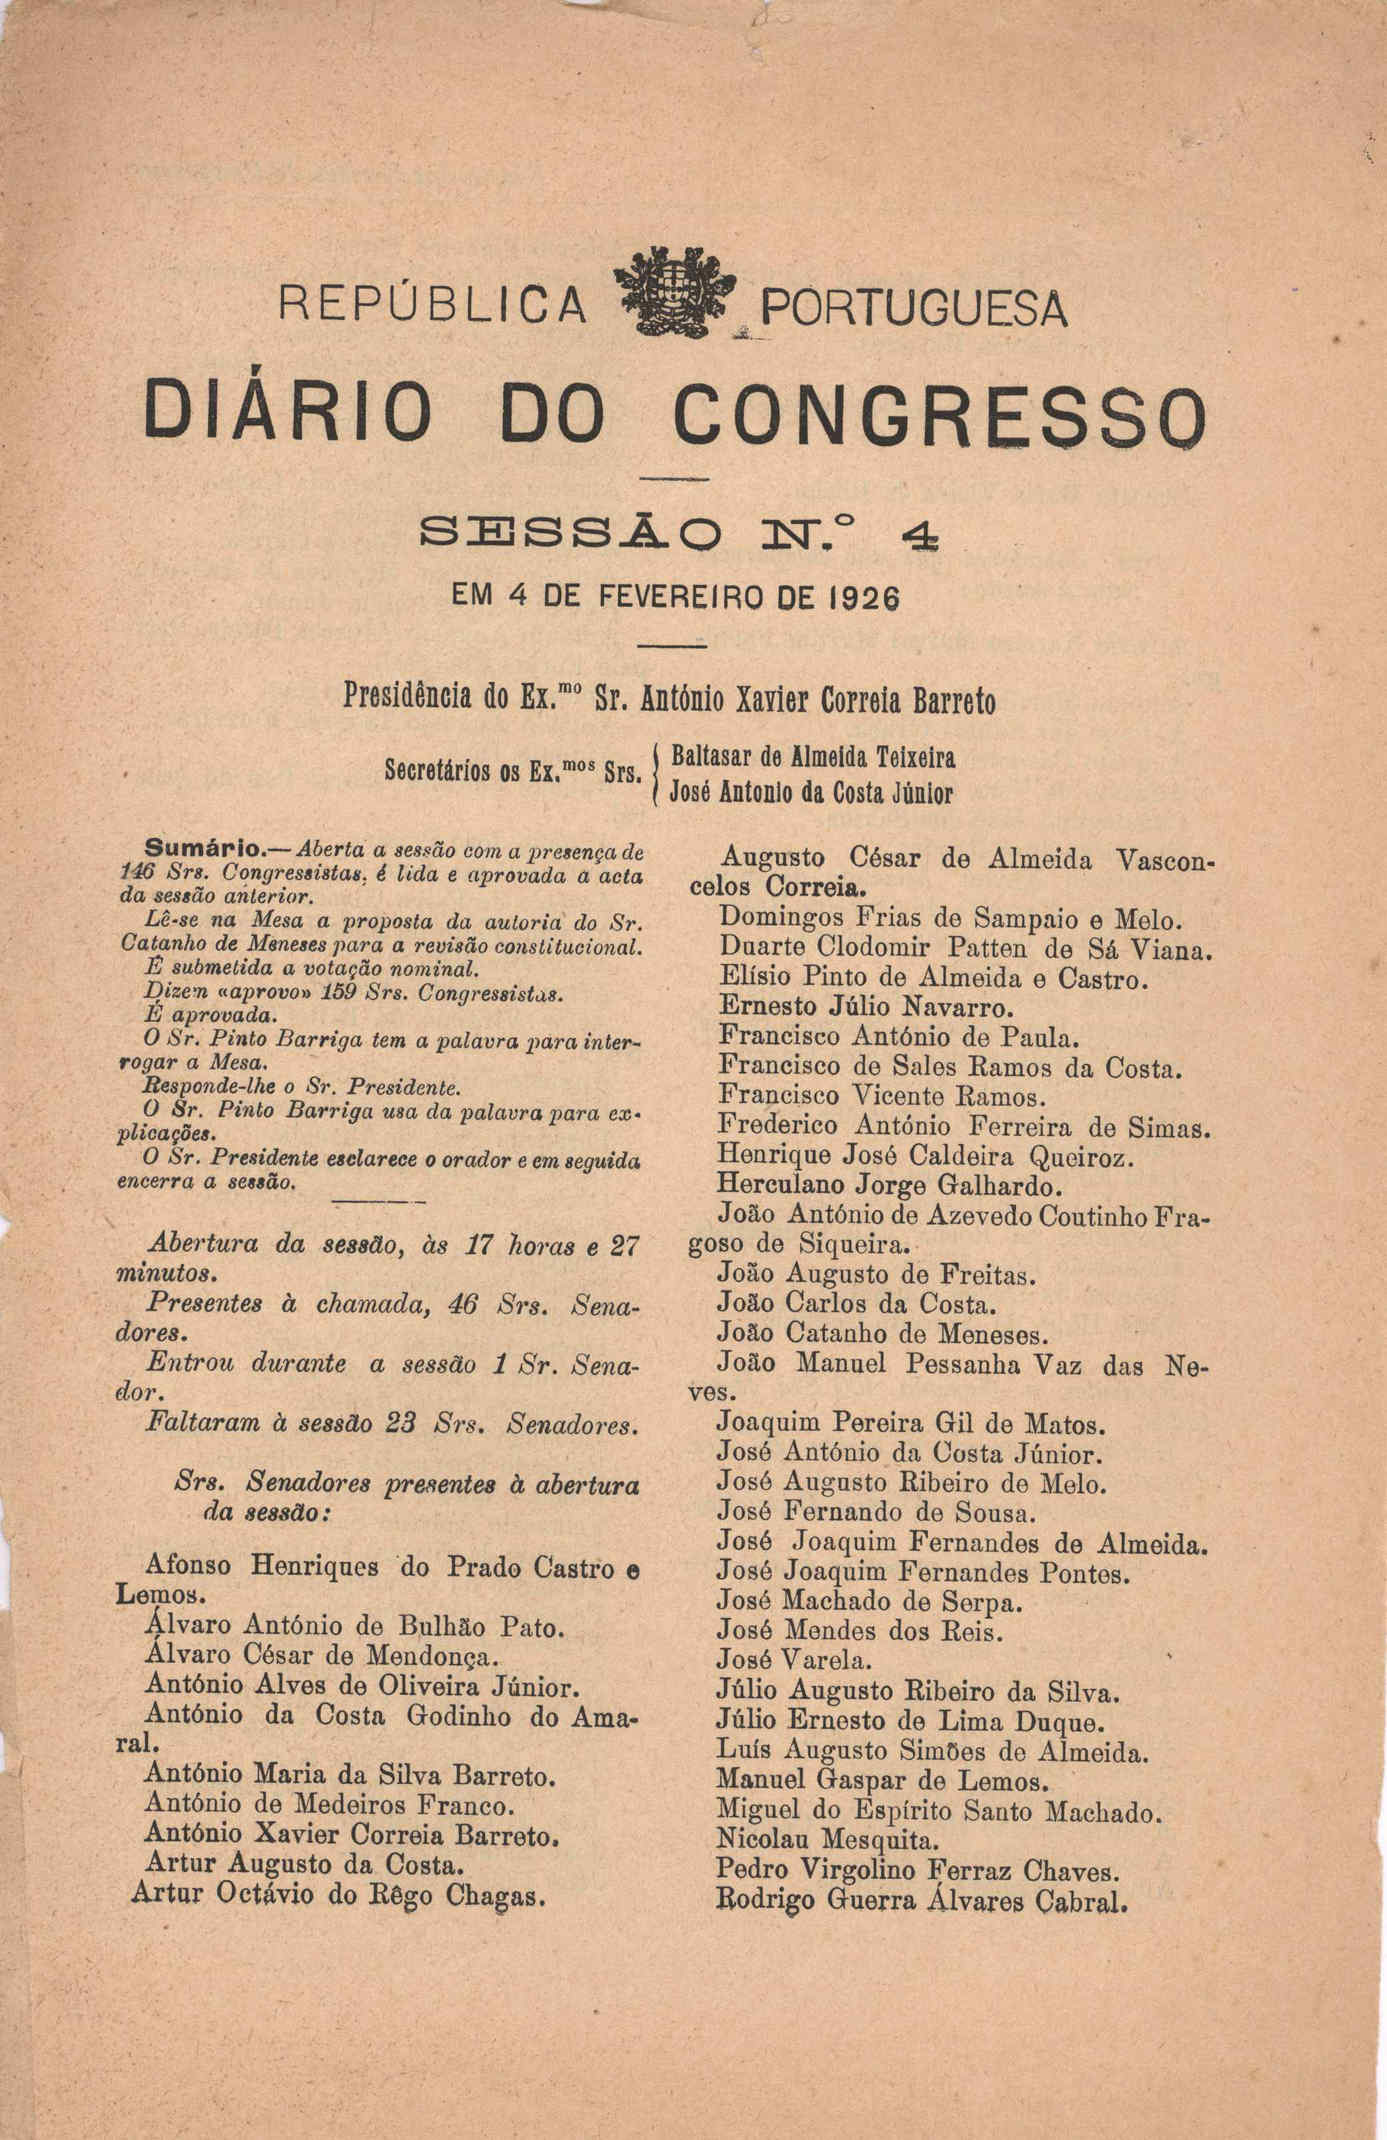 REPÚBLICA PORTUGUESA
DIÁRIO DO CONGRESSO
SESSÃO N.º 4
EM 4 DE FEVEREIRO DE 1926
Presidência do Ex.mo Sr. António Xavier Correia Barreto
Secretários os Ex.mos Srs.
Baltasar de Almeida Teixeira
José Antonio da Costa Júnior
Sumário.— Aberta a sessão com a presença de
146 Srs. Congressistas, é lida e aprovada a acta
da sessão anterior.
Lê-se na Mesa a proposta da autoria do Sr.
Catanho de Meneses para a revisão constitucional.
É submetida a votação nominal.
Dizem «aprovo» 159 Srs. Congressistas.
É aprovada.
O Sr. Pinto Barriga tem a palavra para inter-
rogar a Mesa.
Responde-lhe o Sr. Presidente.
O Sr. Pinto Barriga usa da palavra para ex-
plicações.
O Sr. Presidente esclarece o orador e em seguida
encerra a sessão.
Abertura da sessão, às 17 horas e 27
minutos.
Presentes à chamada, 46 Srs. Sena-
dores.
Entrou durante a sessão 1 Sr. Sena-
dor.
Faltaram à sessão 23 Srs. Senadores.
Srs. Senadores presentes à abertura
da sessão:
Afonso Henriques do Prado Castro e
Lemos.
Álvaro António de Bulhão Pato.
Álvaro César de Mendonça.
António Alves de Oliveira Júnior.
António da Costa Godinho do Ama-
ral.
António Maria da Silva Barreto.
António de Medeiros Franco.
António Xavier Correia Barreto.
Artur Augusto da Costa.
Artur Octávio do Rêgo Chagas.
Augusto César de Almeida Vascon-
celos Correia.
Domingos Frias de Sampaio e Melo.
Duarte Clodomir Patten de Sá Viana.
Elísio Pinto de Almeida e Castro.
Ernesto Júlio Navarro.
Francisco António de Paula.
Francisco de Sales Ramos da Costa.
Francisco Vicente Ramos.
Frederico António Ferreira de Simas.
Henrique José Caldeira Queiroz.
Herculano Jorge Galhardo.
João António de Azevedo Coutinho Fra-
goso de Siqueira.
João Augusto de Freitas.
João Carlos da Costa.
João Catanho de Meneses.
João Manuel Pessanha Vaz das Ne-
ves.
Joaquim Pereira Gil de Matos.
José António da Costa Júnior.
José Augusto Ribeiro de Melo.
José Fernando de Sousa.
José Joaquim Fernandes de Almeida.
José Joaquim Fernandes Pontes.
José Machado de Serpa.
José Mendes dos Reis.
José Varela.
Júlio Augusto Ribeiro da Silva.
Júlio Ernesto de Lima Duque.
Luís Augusto Simões de Almeida.
Manuel Gaspar de Lemos.
Miguel do Espírito Santo Machado.
Nicolau Mesquita.
Pedro Virgolino Ferraz Chaves.
Rodrigo Guerra Álvares Cabral.